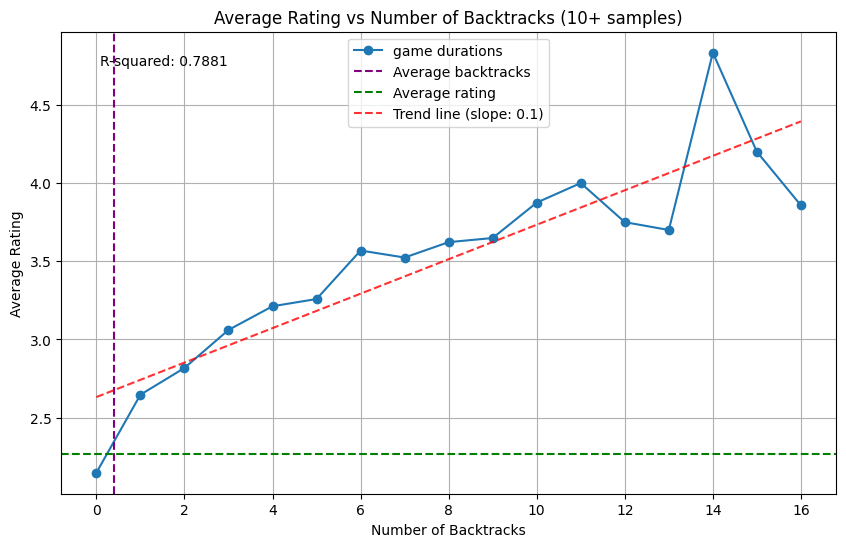 Average Rating vs Number of Backtracks (10+ samples)
R-squared: 0.7881
game durations
Average backtracks
Average rating
Trend line (slope: 0.1)
Average Rating
4.5
4.0
3.5
3.0
2.5
0 2 4 6 8 10 12 14 16
Number of Backtracks